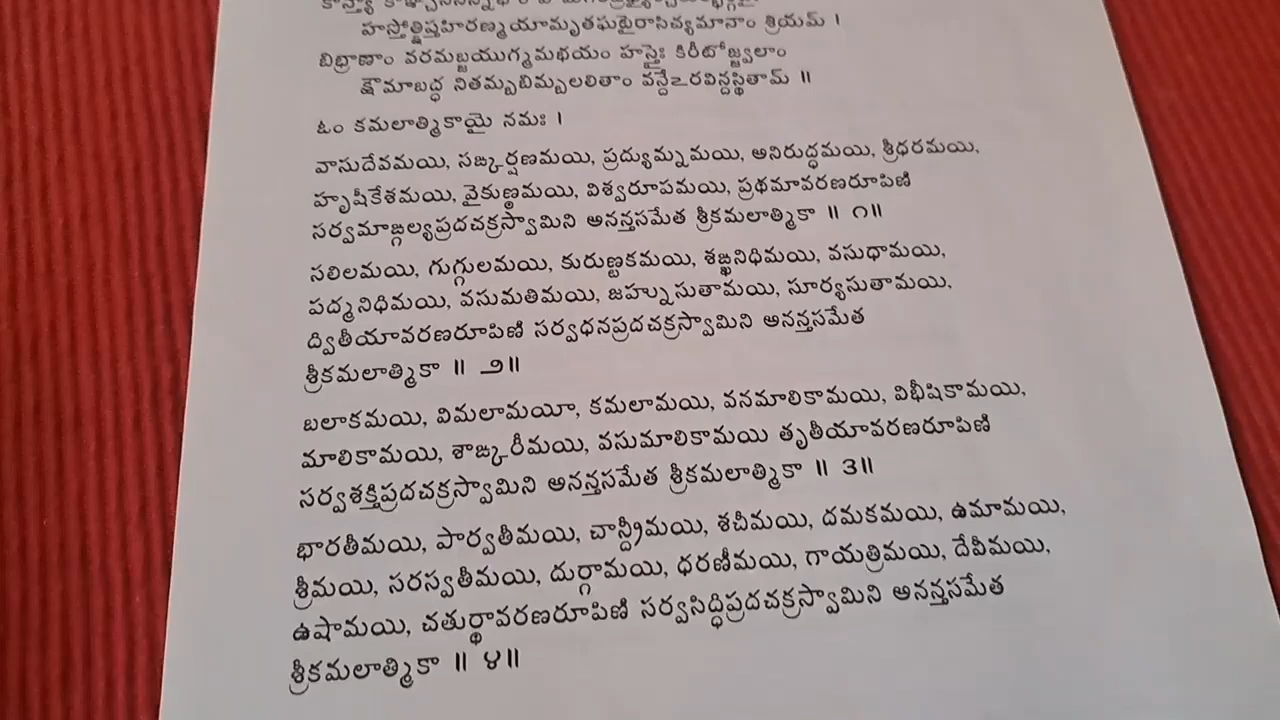 హస్తోత్క్షిప్తహిరణ్మయామృతఘటైరాసిచ్యమానాం శ్రియమ్ ।
బిభ్రాణాం వరమబ్జయుగ్మమభయం హస్తైః కిరీటోజ్జ్వలాం
క్షౌమాబద్ధ నితమ్బబిమ్బలలితాం వన్దేఽరవిన్దస్థితామ్ ॥
ఓం కమలాత్మికాయై నమః ।
వాసుదేవమయి, సఙ్కర్షణమయి, ప్రద్యుమ్నమయి, అనిరుద్ధమయి, శ్రీధరమయి,
హృషీకేశమయి, వైకుణ్ఠమయి, విశ్వరూపమయి, ప్రథమావరణరూపిణి
సర్వమాఙ్గల్యప్రదచక్రస్వామిని అనన్తసమేత శ్రీకమలాత్మికా ॥ ౧॥
సలిలమయి, గుగ్గులమయి, కురుణ్టకమయి, శఙ్ఖనిధిమయి, వసుధామయి,
పద్మనిధిమయి, వసుమతిమయి, జహ్నుసుతామయి, సూర్యసుతామయి,
ద్వితీయావరణరూపిణి సర్వధనప్రదచక్రస్వామిని అనన్తసమేత
శ్రీకమలాత్మికా ॥ ౨॥
బలాకమయి, విమలామయీ, కమలామయి, వనమాలికామయి, విభీషికామయి,
మాలికామయి, శాఙ్కరీమయి, వసుమాలికామయి తృతీయావరణరూపిణి
సర్వశక్తిప్రదచక్రస్వామిని అనన్తసమేత శ్రీకమలాత్మికా ॥ ౩॥
భారతీమయి, పార్వతీమయి, చాన్ద్రీమయి, శచీమయి, దమకమయి, ఉమామయి,
శ్రీమయి, సరస్వతీమయి, దుర్గామయి, ధరణీమయి, గాయత్రిమయి, దేవీమయి,
ఉషామయి, చతుర్థావరణరూపిణి సర్వసిద్ధిప్రదచక్రస్వామిని అనన్తసమేత
శ్రీకమలాత్మికా ॥ ౪॥